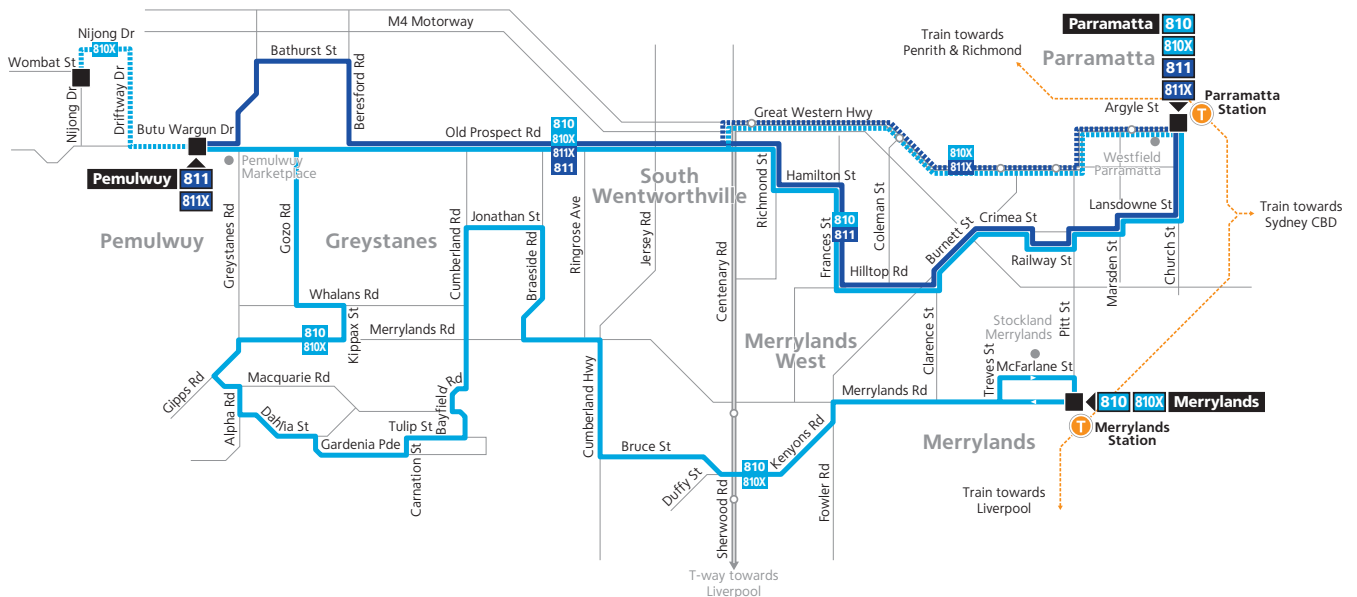 Nijong Dr
810X
Wombat St
Nijong Dr
Driftway Dr
Butu Wargun Dr
M4 Motorway
Bathurst St
Beresford Rd
Old Prospect Rd
810
810X
811X
811
Pemulwuy
Marketplace
Pemulwuy
811
811X
Pemulwuy
Greystanes Rd
Gozo Rd
Greystanes
Cumberland Rd
Jonathan St
Braeside Rd
Ringrose Ave
Jersey Rd
South
Wentworthville
Centenary Rd
Richmond St
Great Western Hwy
Hamilton St
Frances St
810
811
Coleman St
Hilltop Rd
Burnett St
810X
811X
Crimea St
Railway St
Lansdowne St
Marsden St
Church St
Westfield
Parramatta
Argyle St
Parramatta
810
810X
811
811X
Parramatta
T
Parramatta
Station
Train towards
Penrith & Richmond
Train towards
Sydney CBD
Whalans Rd
Kippax St
Merrylands Rd
810
810X
Gipps Rd
Macquarie Rd
Alpha Rd
Dahlia St
Gardenia Pde
Tulip St
Carnation St
Bayfield Rd
Cumberland Hwy
Bruce St
Duffy St
810
810X
Sherwood Rd
Kenyons Rd
Fowler Rd
Merrylands
West
Merrylands Rd
Clarence St
Stockland
Merrylands
Pitt St
Treves St
McFarlane St
810
810X
Merrylands
T
Merrylands
Station
Merrylands
Train towards
Liverpool
T-way towards
Liverpool